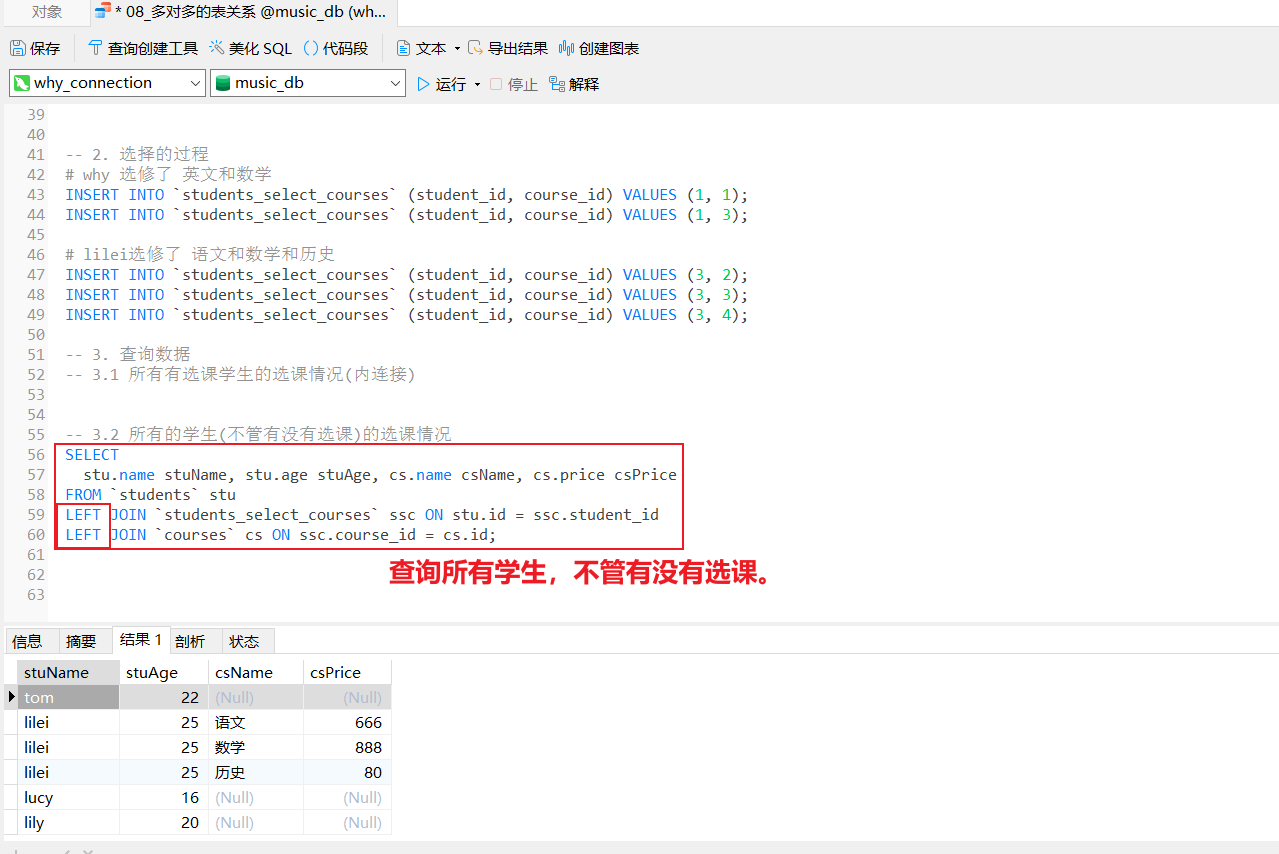 对象
* 08_多对多的表关系 @music_db (wh...
保存 查询创建工具 美化 SQL () 代码段 文本 导出结果 创建图表
why_connection music_db 运行 停止 解释
39
40
41 -- 2. 选择的过程
42 # why 选修了 英文和数学
43 INSERT INTO `students_select_courses` (student_id, course_id) VALUES (1, 1);
44 INSERT INTO `students_select_courses` (student_id, course_id) VALUES (1, 3);
45
46 # lilei选修了 语文和数学和历史
47 INSERT INTO `students_select_courses` (student_id, course_id) VALUES (3, 2);
48 INSERT INTO `students_select_courses` (student_id, course_id) VALUES (3, 3);
49 INSERT INTO `students_select_courses` (student_id, course_id) VALUES (3, 4);
50
51 -- 3. 查询数据
52 -- 3.1 所有有选课学生的选课情况(内连接)
53
54
55 -- 3.2 所有的学生(不管有没有选课)的选课情况
56 SELECT
57 stu.name stuName, stu.age stuAge, cs.name csName, cs.price csPrice
58 FROM `students` stu
59 LEFT JOIN `students_select_courses` ssc ON stu.id = ssc.student_id
60 LEFT JOIN `courses` cs ON ssc.course_id = cs.id;
61
查询所有学生，不管有没有选课。
62
63
信息 摘要 结果 1 剖析 状态
stuName stuAge csName csPrice
tom 22 (Null) (Null)
lilei 25 语文 666
lilei 25 数学 888
lilei 25 历史 80
lucy 16 (Null) (Null)
lily 20 (Null) (Null)